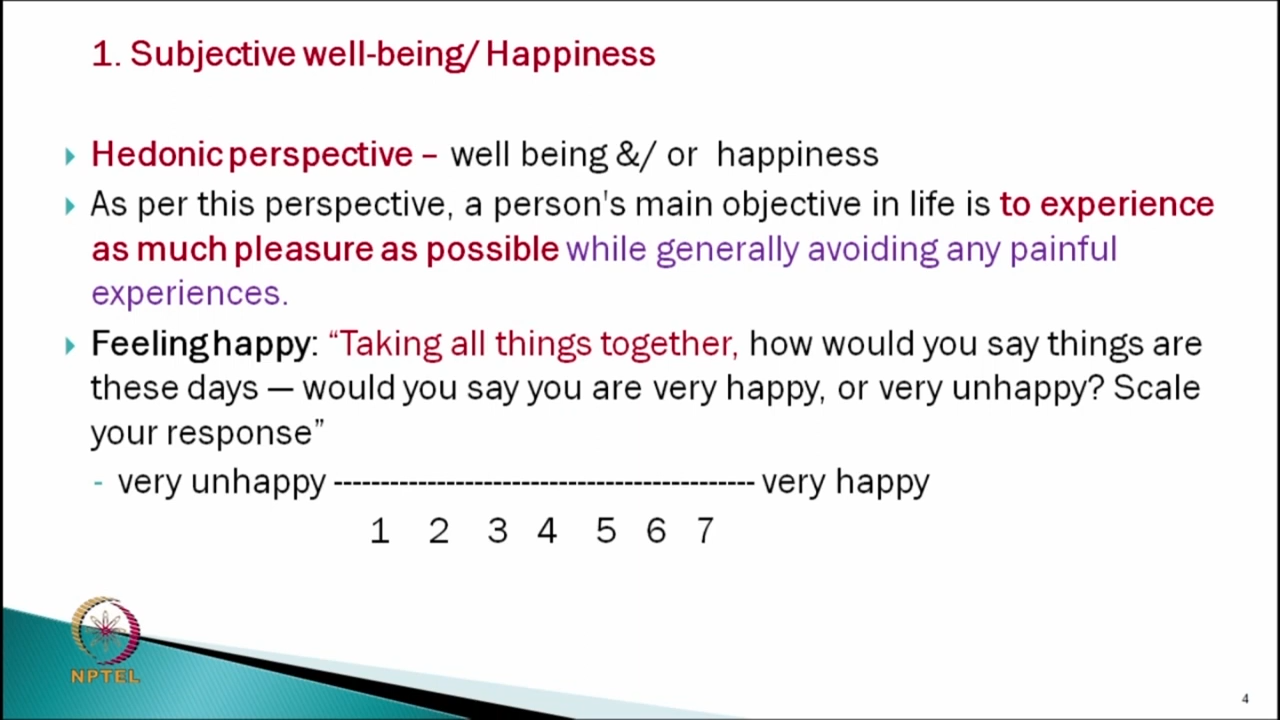 1. Subjective well-being/ Happiness
Hedonic perspective – well being &/ or happiness
As per this perspective, a person's main objective in life is to experience
as much pleasure as possible while generally avoiding any painful
experiences.
Feeling happy: “Taking all things together, how would you say things are
these days — would you say you are very happy, or very unhappy? Scale
your response”
- very unhappy --------------------------------------------- very happy
1 2 3 4 5 6 7
NPTEL
4